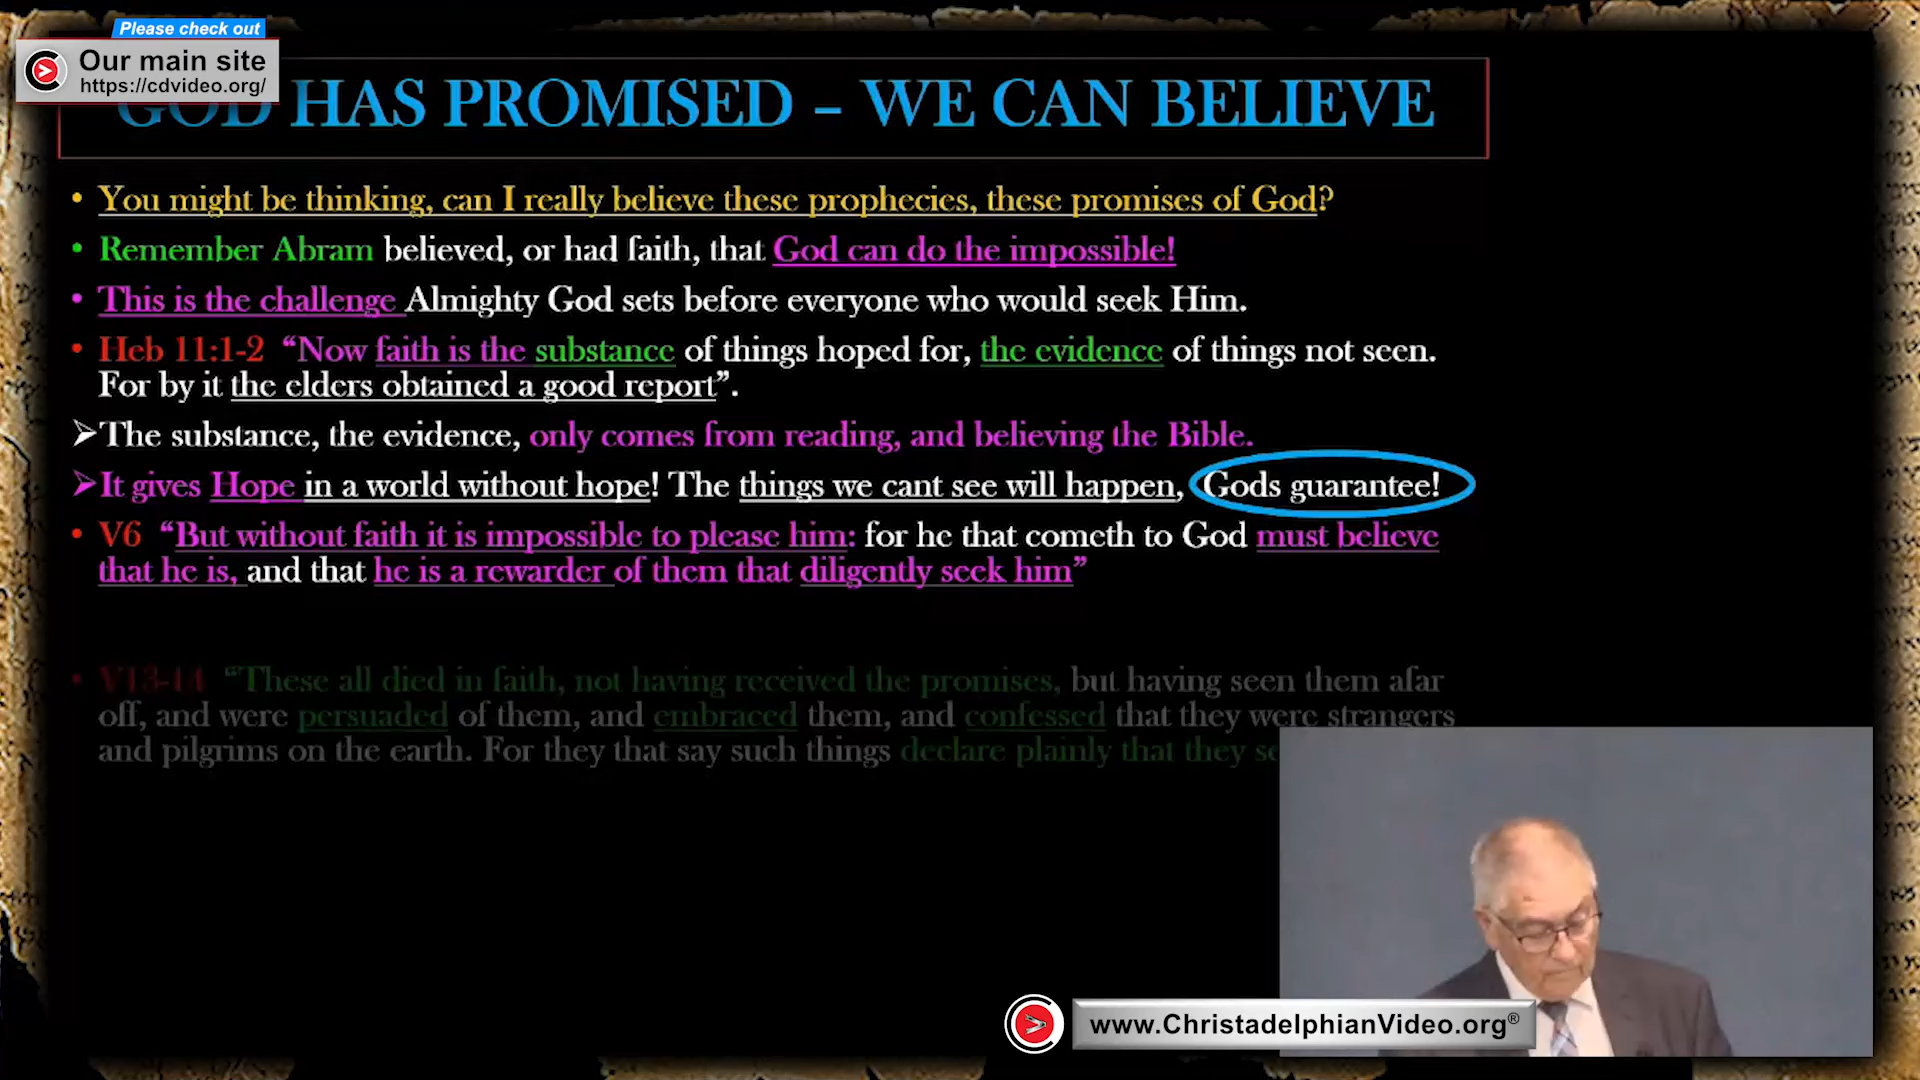 Please check out
Our main site
https://cdvideo.org/
GOD HAS PROMISED – WE CAN BELIEVE
• You might be thinking, can I really believe these prophecies, these promises of God?
• Remember Abram believed, or had faith, that God can do the impossible!
• This is the challenge Almighty God sets before everyone who would seek Him.
• Heb 11:1-2 “Now faith is the substance of things hoped for, the evidence of things not seen.
For by it the elders obtained a good report”.
➢The substance, the evidence, only comes from reading, and believing the Bible.
➢It gives Hope in a world without hope! The things we cant see will happen, Gods guarantee!
• V6 “But without faith it is impossible to please him: for he that cometh to God must believe
that he is, and that he is a rewarder of them that diligently seek him”
• V13-14 “These all died in faith, not having received the promises, but having seen them afar
off, and were persuaded of them, and embraced them, and confessed that they were strangers
and pilgrims on the earth. For they that say such things declare plainly that they
www.ChristadelphianVideo.org®